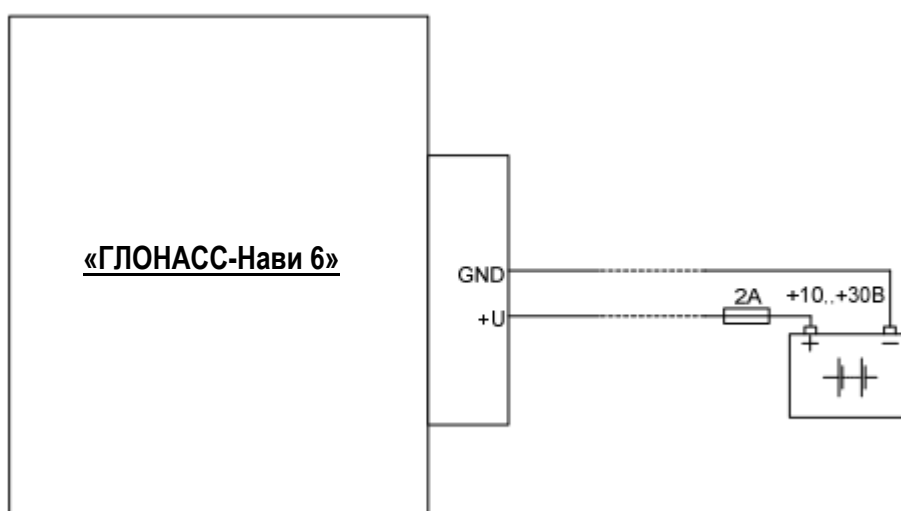 «ГЛОНАСС-Нави 6»
GND
+U
2A
+10..+30В
+
−